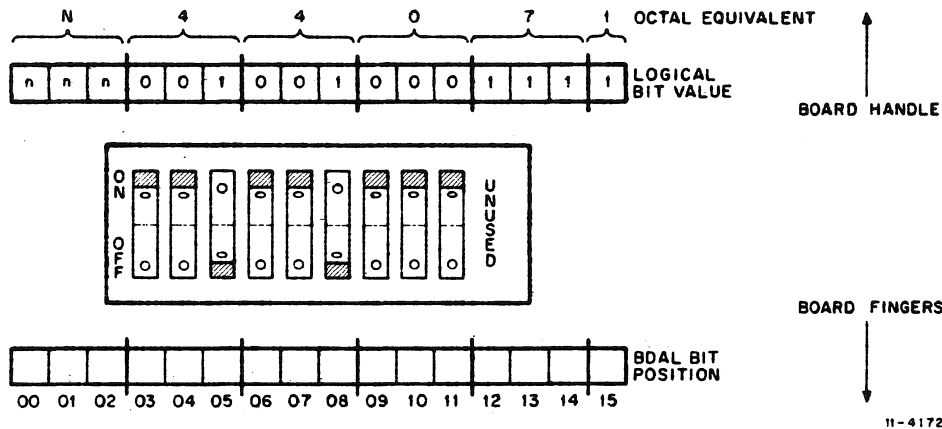 N 4 4 0 7 1 OCTAL EQUIVALENT
n n n 0 0 1 0 0 1 0 0 0 1 1 1 1 LOGICAL
BIT VALUE
BOARD HANDLE
ON
OFF
UNUSED
BOARD FINGERS
BDAL BIT
POSITION
00 01 02 03 04 05 06 07 08 09 10 11 12 13 14 15
11-4172